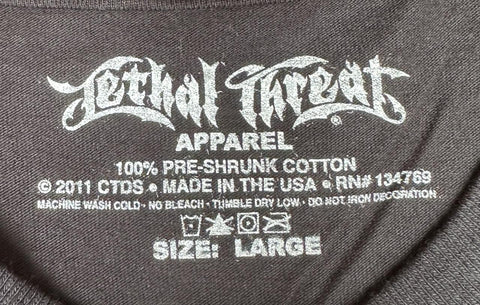 Lethal Threat
®
APPAREL
100% PRE-SHRUNK COTTON
© 2011 CTDS • MADE IN THE USA • RN# 134769
MACHINE WASH COLD • NO BLEACH • TUMBLE DRY LOW • DO NOT IRON DECORATION
SIZE: LARGE